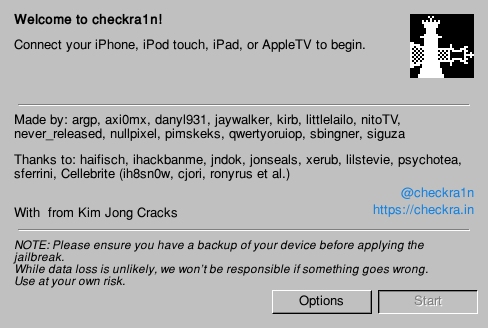 Welcome to checkra1n!
Connect your iPhone, iPod touch, iPad, or AppleTV to begin.
Made by: argp, axi0mx, danyl931, jaywalker, kirb, littlelailo, nitoTV,
never_released, nullpixel, pimskeks, qwertyoruiop, sbingner, siguza
Thanks to: haifisch, ihackbanme, jndok, jonseals, xerub, lilstevie, psychotea,
sferrini, Cellebrite (ih8sn0w, cjori, ronyrus et al.)
@checkra1n
With  from Kim Jong Cracks
https://checkra.in
NOTE: Please ensure you have a backup of your device before applying the
jailbreak.
While data loss is unlikely, we won't be responsible if something goes wrong.
Use at your own risk.
Options
Start